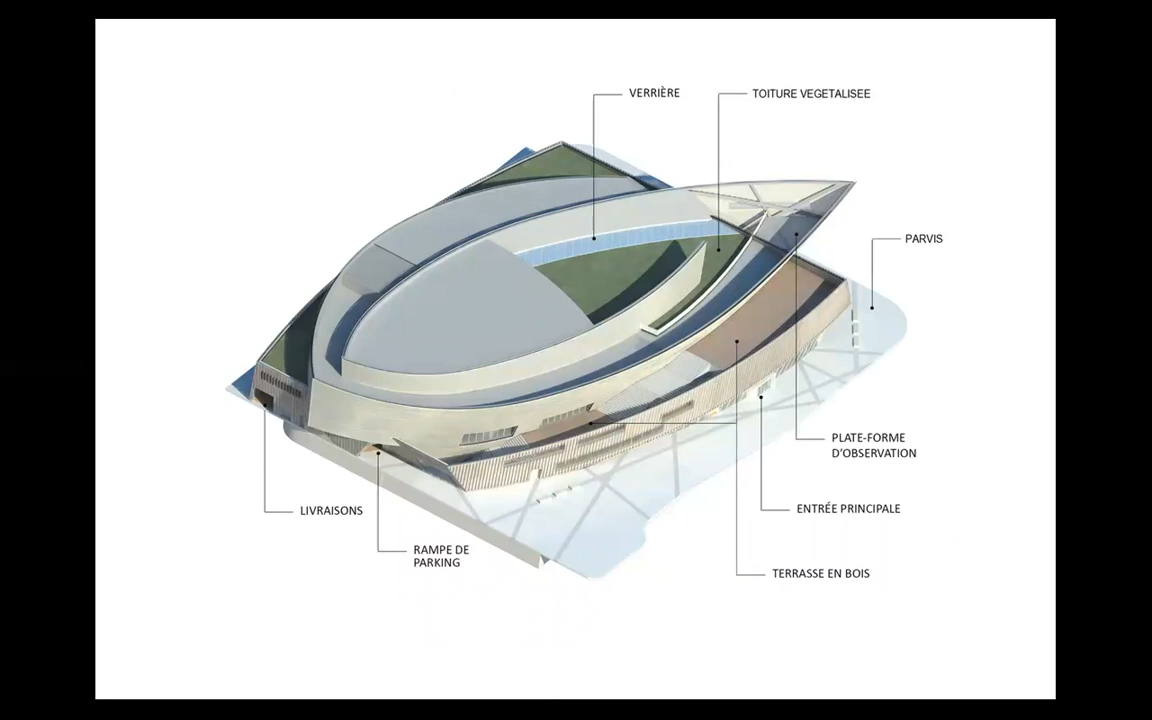 VERRIÈRE
TOITURE VEGETALISEE
PARVIS
PLATE-FORME
D'OBSERVATION
LIVRAISONS
ENTRÉE PRINCIPALE
RAMPE DE
PARKING
TERRASSE EN BOIS